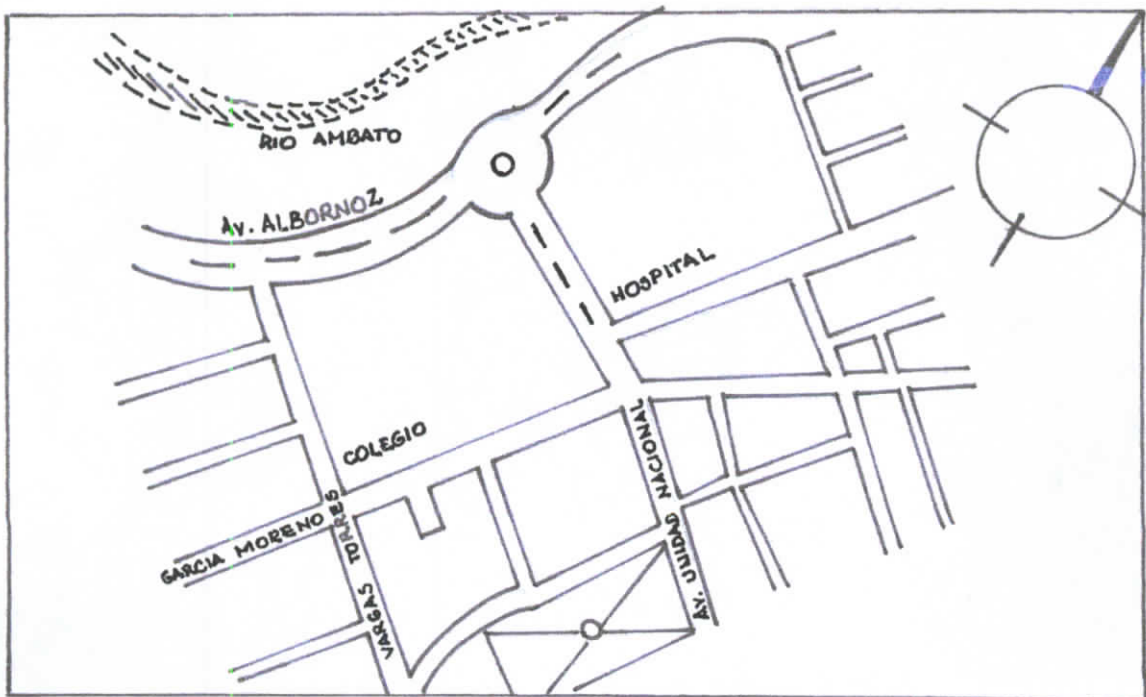 RIO AMBATO
AV. ALBORNOZ
HOSPITAL
COLEGIO
AV. UNIDAD NACIONAL
GARCIA MORENO
VARGAS TORRES